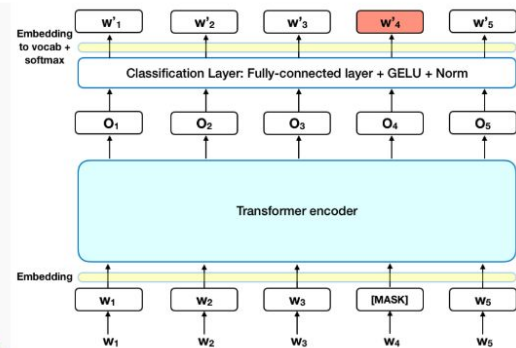 Embedding
to vocab +
softmax
w'₁ w'₂ w'₃ w'₄ w'₅
Classification Layer: Fully-connected layer + GELU + Norm
O₁ O₂ O₃ O₄ O₅
Transformer encoder
Embedding
w₁ w₂ w₃ [MASK] w₅
w₁ w₂ w₃ w₄ w₅